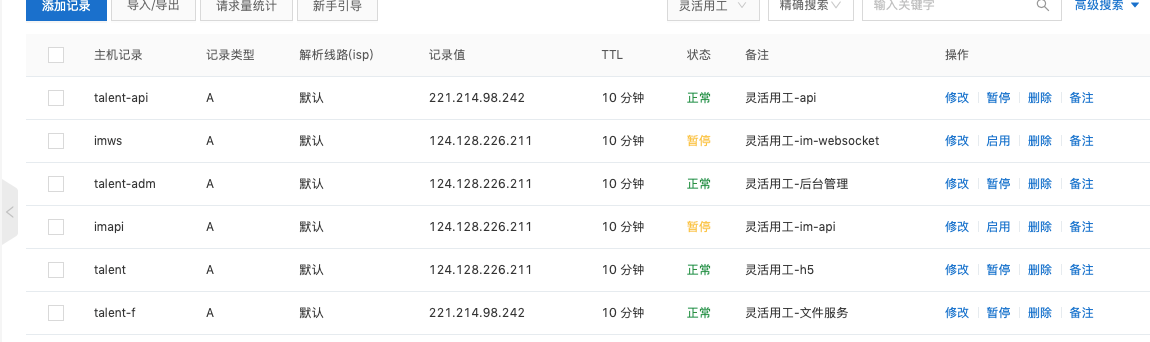 添加记录 导入/导出 请求量统计 新手引导 灵活用工 精确搜索 输入关键字 高级搜索
主机记录 记录类型 解析线路(isp) 记录值 TTL 状态 备注 操作
talent-api A 默认 221.214.98.242 10 分钟 正常 灵活用工-api 修改 暂停 删除 备注
imws A 默认 124.128.226.211 10 分钟 暂停 灵活用工-im-websocket 修改 启用 删除 备注
talent-adm A 默认 124.128.226.211 10 分钟 正常 灵活用工-后台管理 修改 暂停 删除 备注
imapi A 默认 124.128.226.211 10 分钟 暂停 灵活用工-im-api 修改 启用 删除 备注
talent A 默认 124.128.226.211 10 分钟 正常 灵活用工-h5 修改 暂停 删除 备注
talent-f A 默认 221.214.98.242 10 分钟 正常 灵活用工-文件服务 修改 暂停 删除 备注